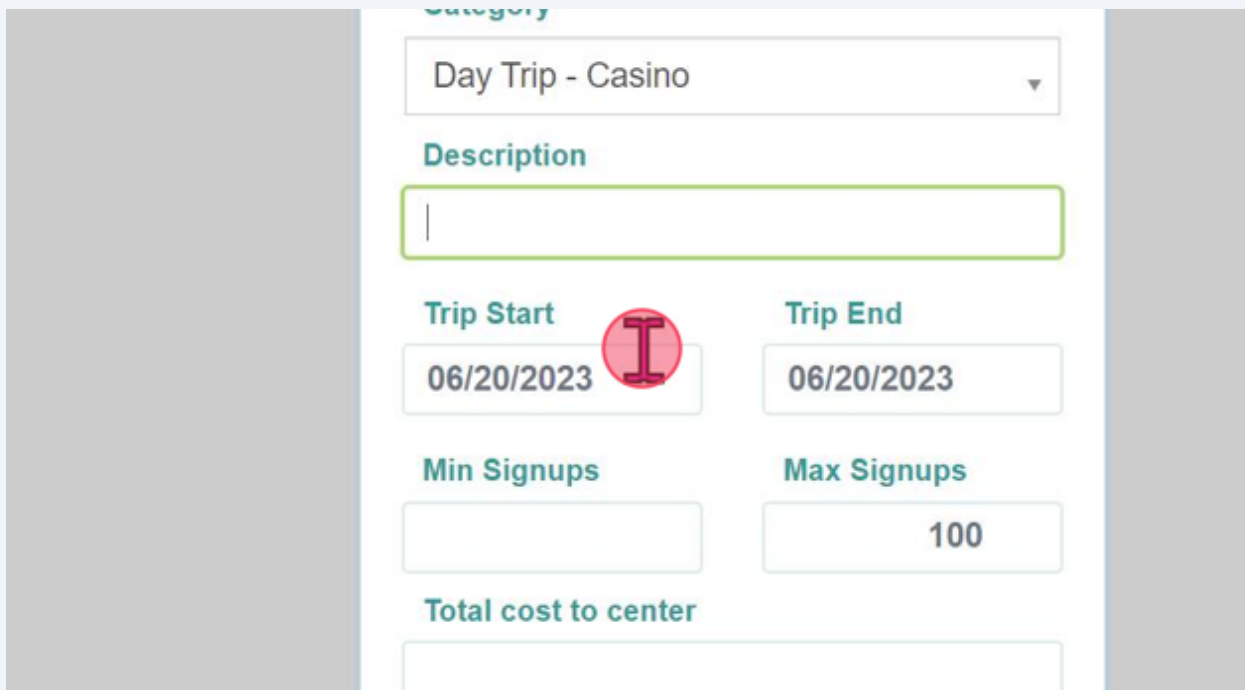 Category
Day Trip - Casino
Description
Trip Start Trip End
06/20/2023 06/20/2023
Min Signups Max Signups
100
Total cost to center